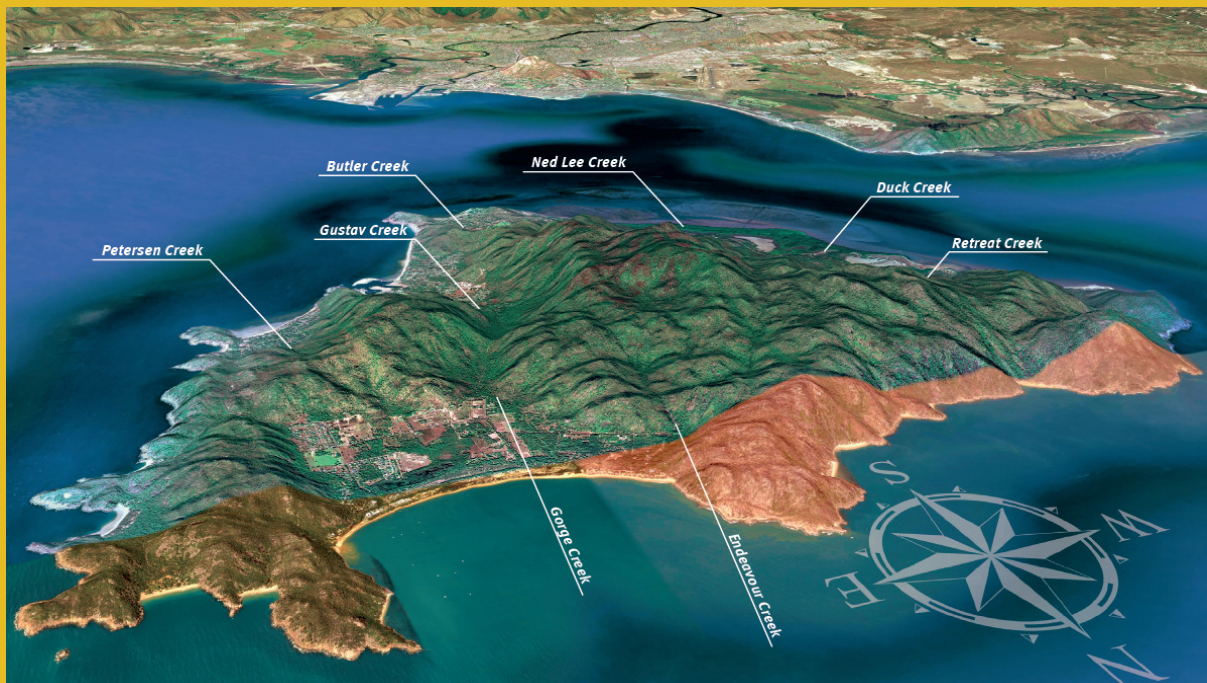 Butler Creek
Ned Lee Creek
Duck Creek
Gustav Creek
Petersen Creek
Retreat Creek
Gorge Creek
Endeavour Creek
S
W
E
N